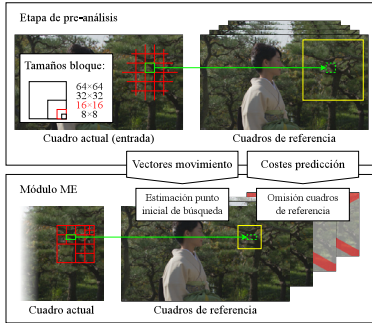 Etapa de pre-análisis
Tamaños bloque:
64×64
32×32
16×16
8×8
Cuadro actual (entrada)
Cuadros de referencia
Vectores movimiento
Costes predicción
Módulo ME
Estimación punto
inicial de búsqueda
Omisión cuadros
de referencia
Cuadro actual
Cuadros de referencia